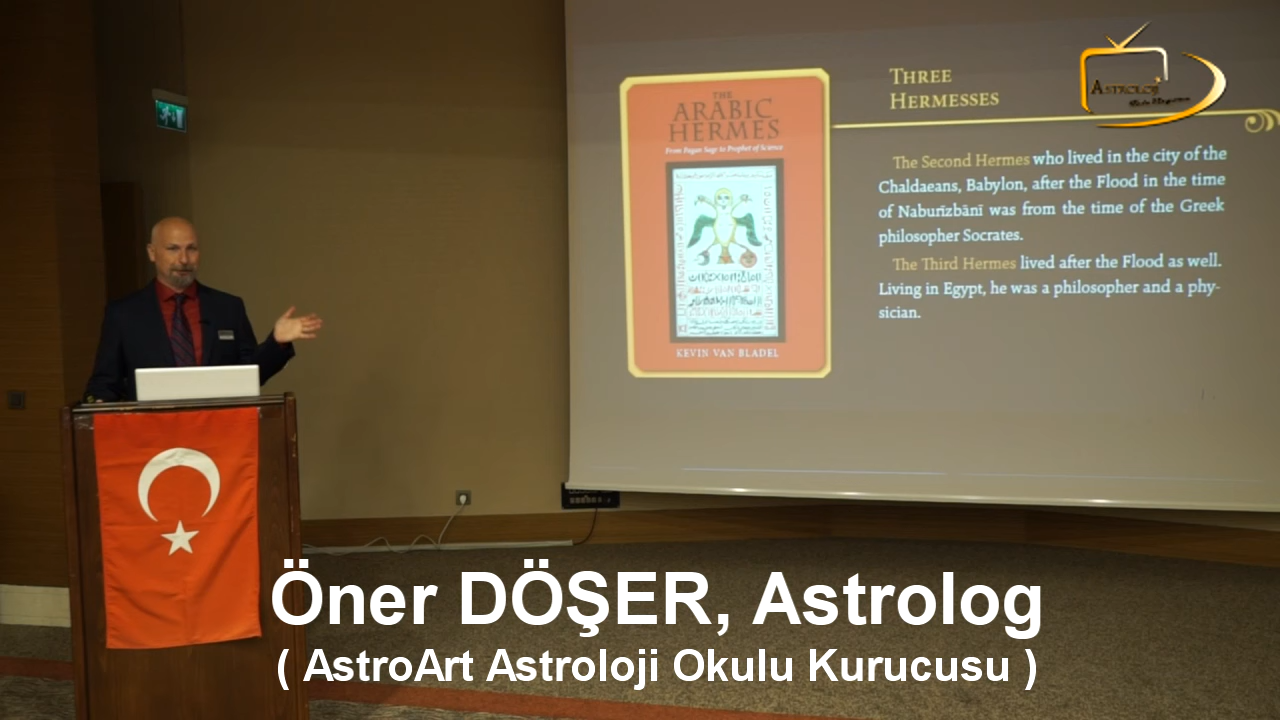 THREE
HERMESSES
ASTROLOJİ
THE
ARABIC
HERMES
From Pagan Sage to Prophet of Science
KEVIN VAN BLADEL
The Second Hermes who lived in the city of the
Chaldaeans, Babylon, after the Flood in the time
of Naburīzbānī was from the time of the Greek
philosopher Socrates.
The Third Hermes lived after the Flood as well.
Living in Egypt, he was a philosopher and a phy-
sician.
Öner DÖŞER, Astrolog
( AstroArt Astroloji Okulu Kurucusu )